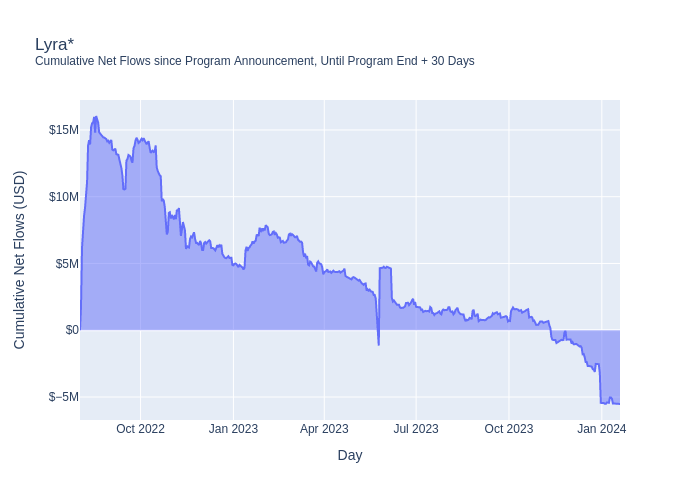 Lyra*
Cumulative Net Flows since Program Announcement, Until Program End + 30 Days
Cumulative Net Flows (USD)
$15M
$10M
$5M
$0
$−5M
Oct 2022 Jan 2023 Apr 2023 Jul 2023 Oct 2023 Jan 2024
Day